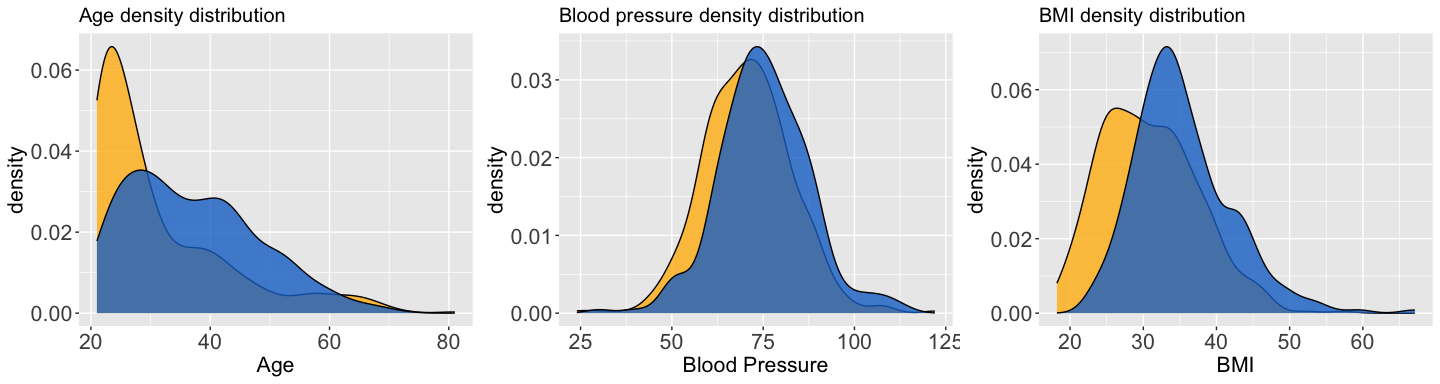 Age density distribution
density
0.06
0.04
0.02
0.00
20 40 60 80
Age
Blood pressure density distribution
density
0.03
0.02
0.01
0.00
25 50 75 100 125
Blood Pressure
BMI density distribution
density
0.06
0.04
0.02
0.00
20 30 40 50 60
BMI